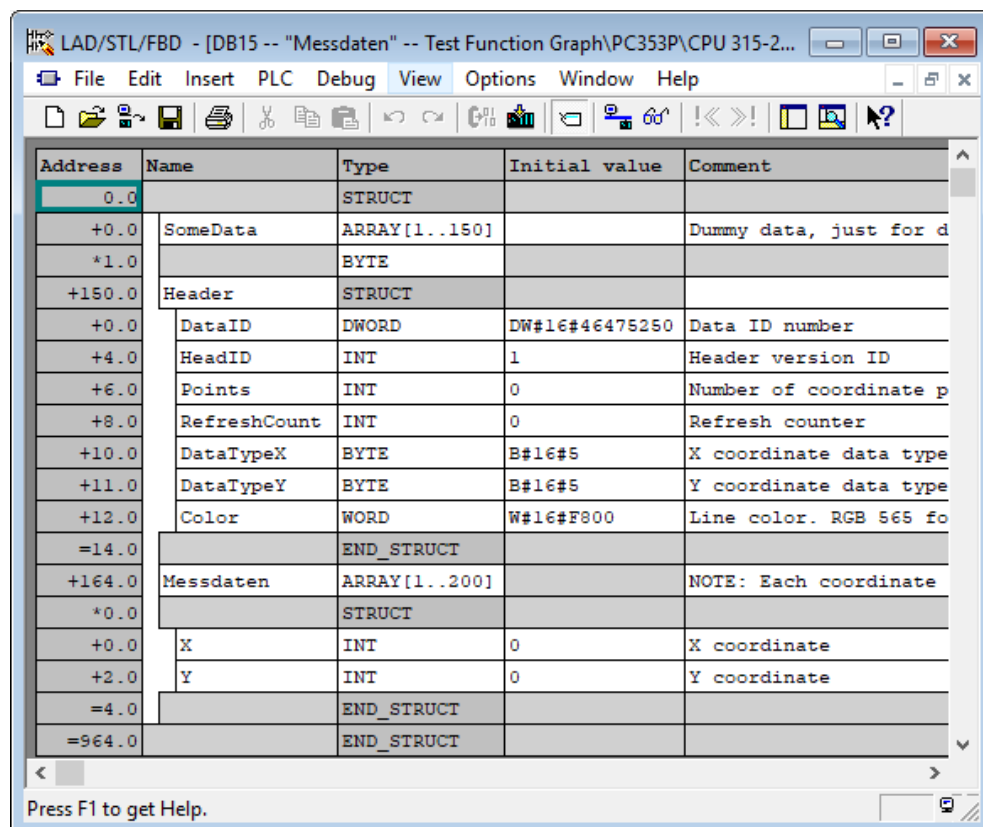 LAD/STL/FBD - [DB15 -- "Messdaten" -- Test Function Graph\PC353P\CPU 315-2...
File Edit Insert PLC Debug View Options Window Help
Address Name Type Initial value Comment
0.0 STRUCT
+0.0 SomeData ARRAY[1..150] Dummy data, just for d
*1.0 BYTE
+150.0 Header STRUCT
+0.0 DataID DWORD DW#16#46475250 Data ID number
+4.0 HeadID INT 1 Header version ID
+6.0 Points INT 0 Number of coordinate p
+8.0 RefreshCount INT 0 Refresh counter
+10.0 DataTypeX BYTE B#16#5 X coordinate data type
+11.0 DataTypeY BYTE B#16#5 Y coordinate data type
+12.0 Color WORD W#16#F800 Line color. RGB 565 fo
=14.0 END_STRUCT
+164.0 Messdaten ARRAY[1..200] NOTE: Each coordinate
*0.0 STRUCT
+0.0 X INT 0 X coordinate
+2.0 Y INT 0 Y coordinate
=4.0 END_STRUCT
=964.0 END_STRUCT
Press F1 to get Help.